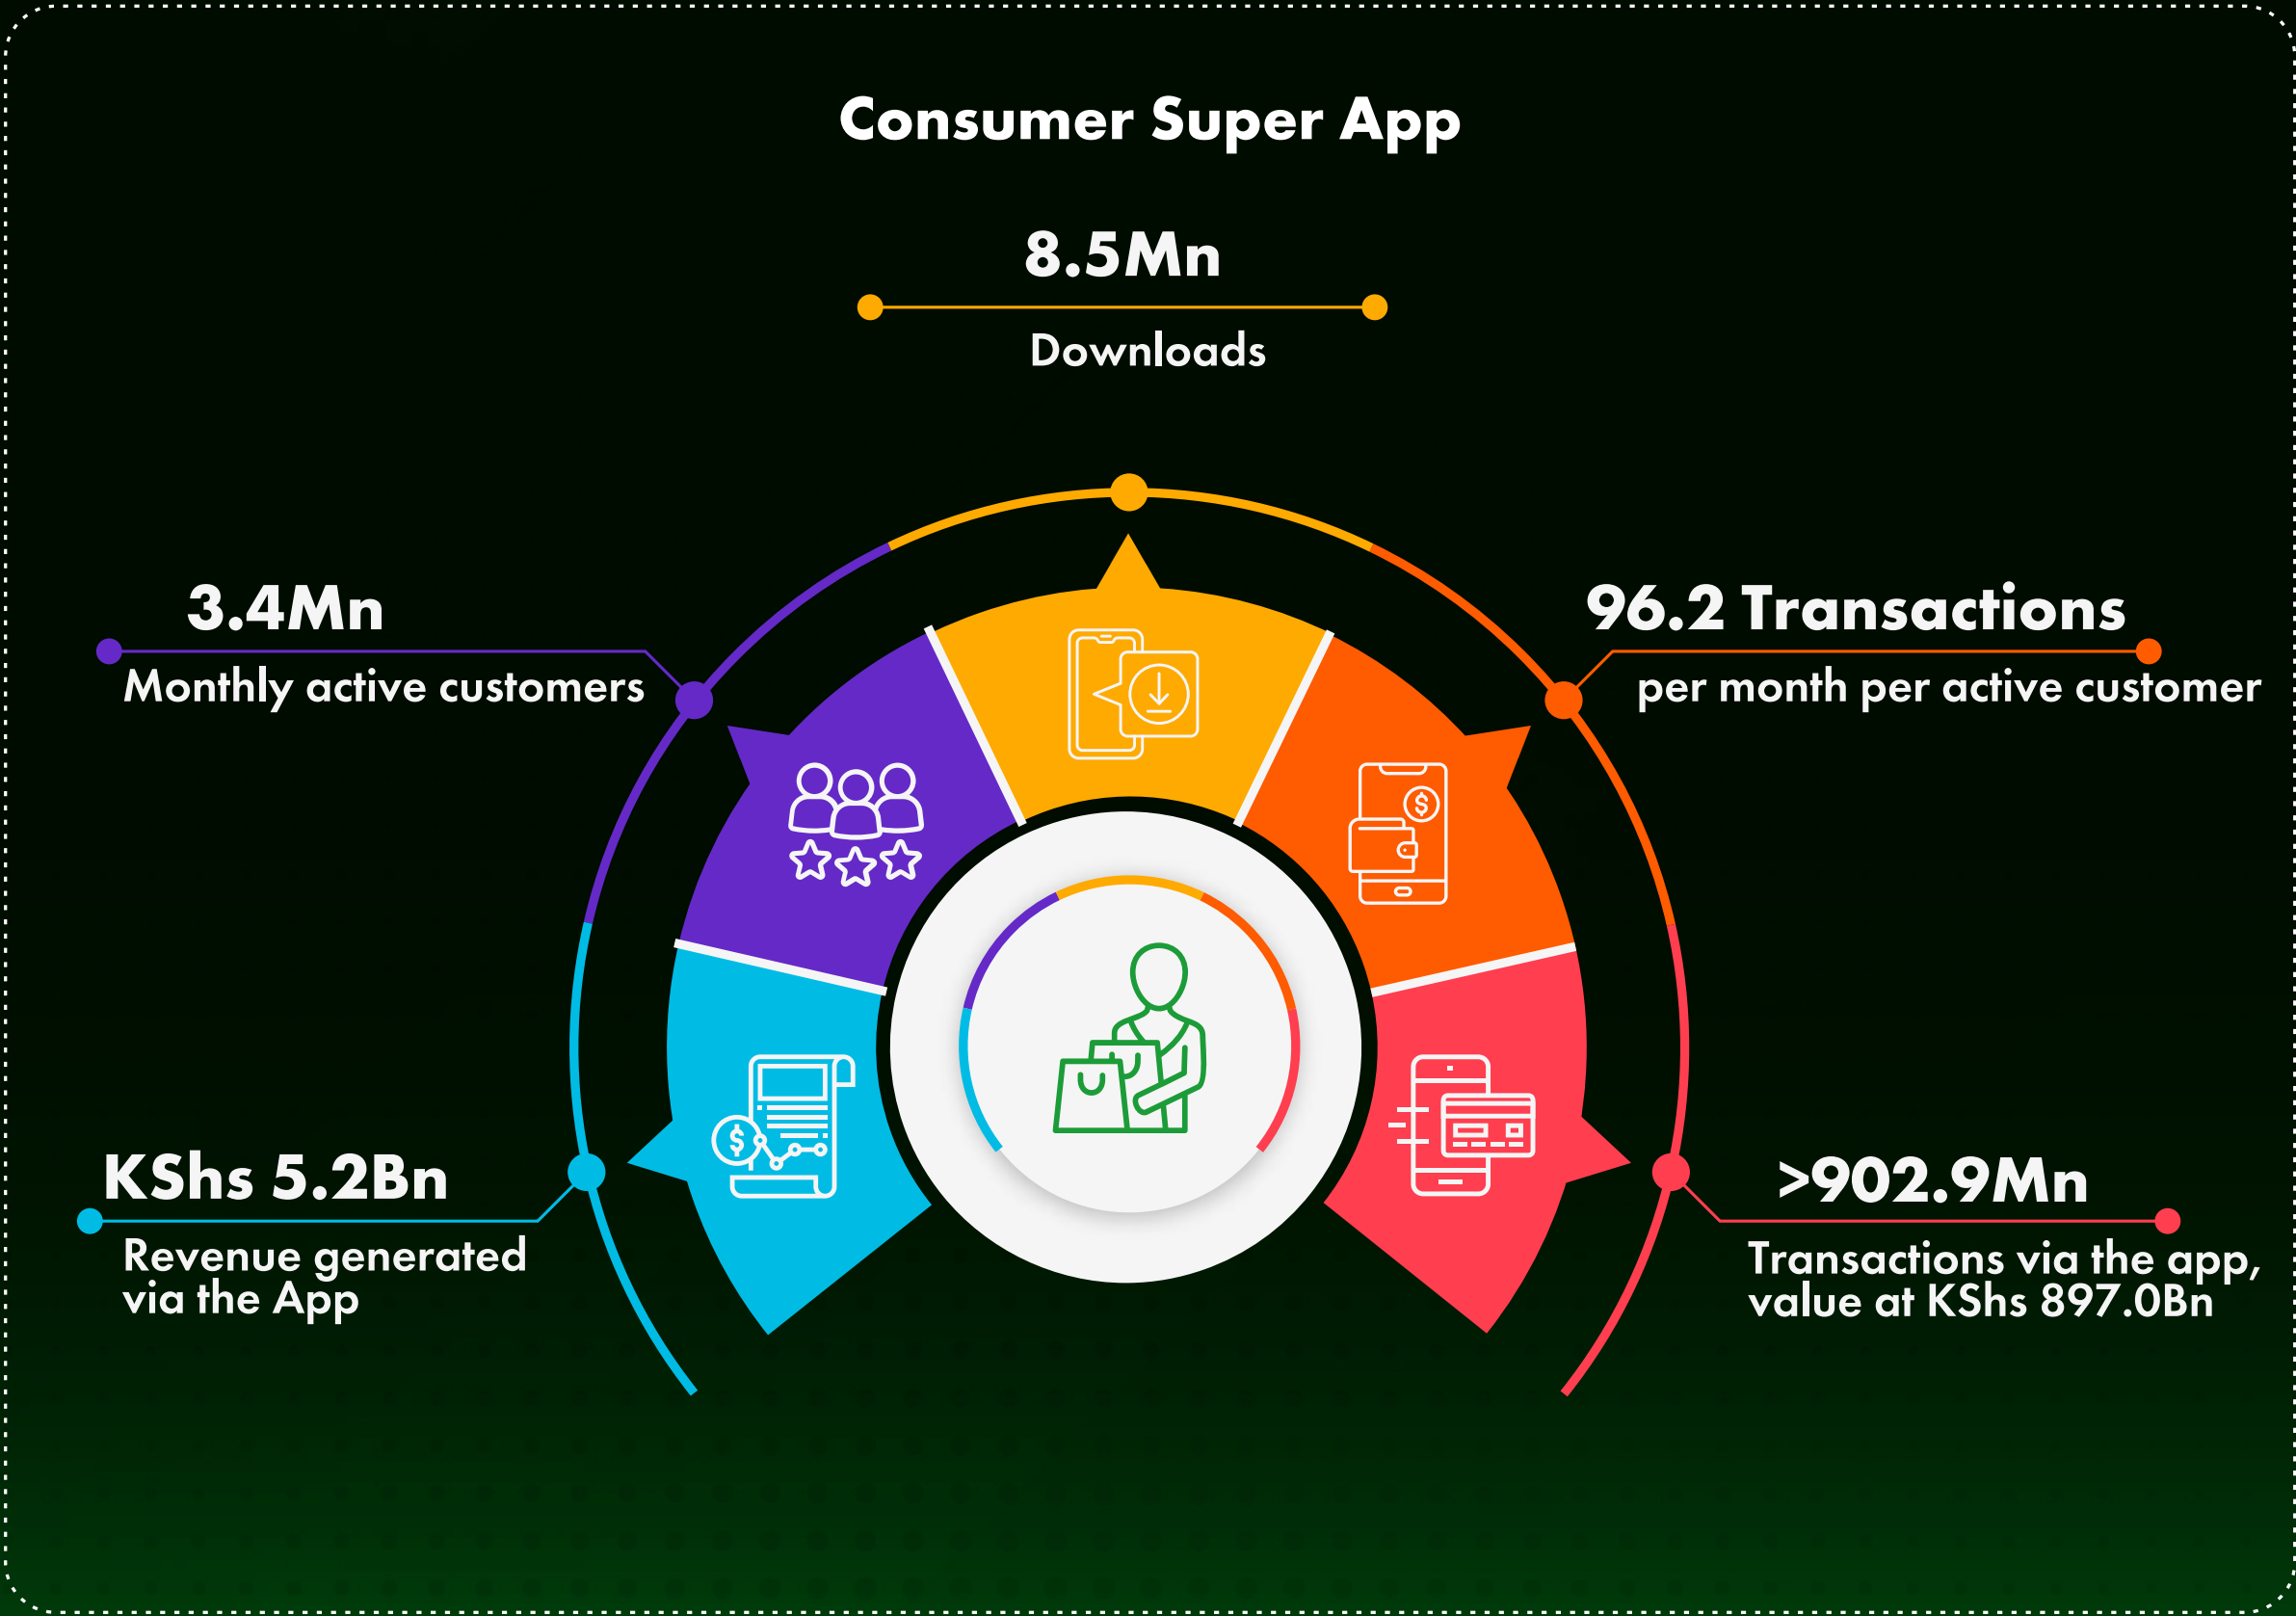 Consumer Super App
8.5Mn
Downloads
3.4Mn
Monthly active customers
96.2 Transactions
per month per active customer
KShs 5.2Bn
Revenue generated
via the App
>902.9Mn
Transactions via the app,
value at KShs 897.0Bn